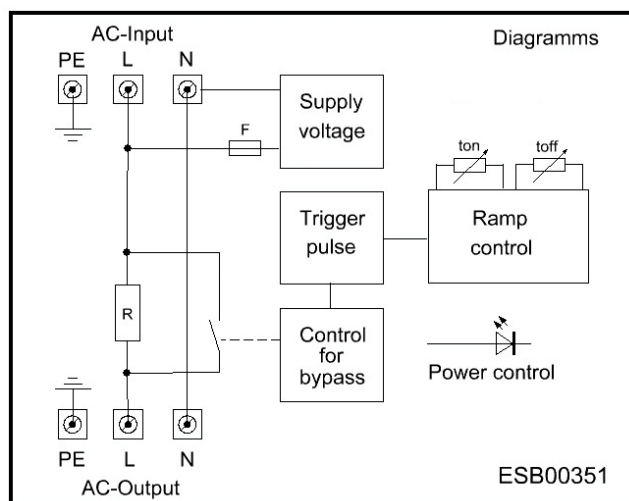 AC-Input
Diagramms
PE L N
Supply
voltage
F
ton toff
Trigger
pulse
Ramp
control
R
Control
for
bypass
Power control
PE L N
AC-Output
ESB00351